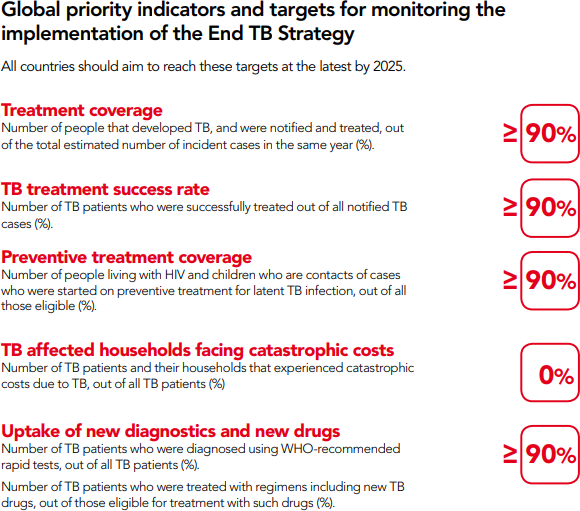 Global priority indicators and targets for monitoring the
implementation of the End TB Strategy
All countries should aim to reach these targets at the latest by 2025.
Treatment coverage
Number of people that developed TB, and were notified and treated, out
of the total estimated number of incident cases in the same year (%).
≥ 90%
TB treatment success rate
Number of TB patients who were successfully treated out of all notified TB
cases (%).
≥ 90%
Preventive treatment coverage
Number of people living with HIV and children who are contacts of cases
who were started on preventive treatment for latent TB infection, out of all
those eligible (%).
≥ 90%
TB affected households facing catastrophic costs
Number of TB patients and their households that experienced catastrophic
costs due to TB, out of all TB patients (%)
0%
Uptake of new diagnostics and new drugs
Number of TB patients who were diagnosed using WHO-recommended
rapid tests, out of all TB patients (%).
Number of TB patients who were treated with regimens including new TB
drugs, out of those eligible for treatment with such drugs (%).
≥ 90%